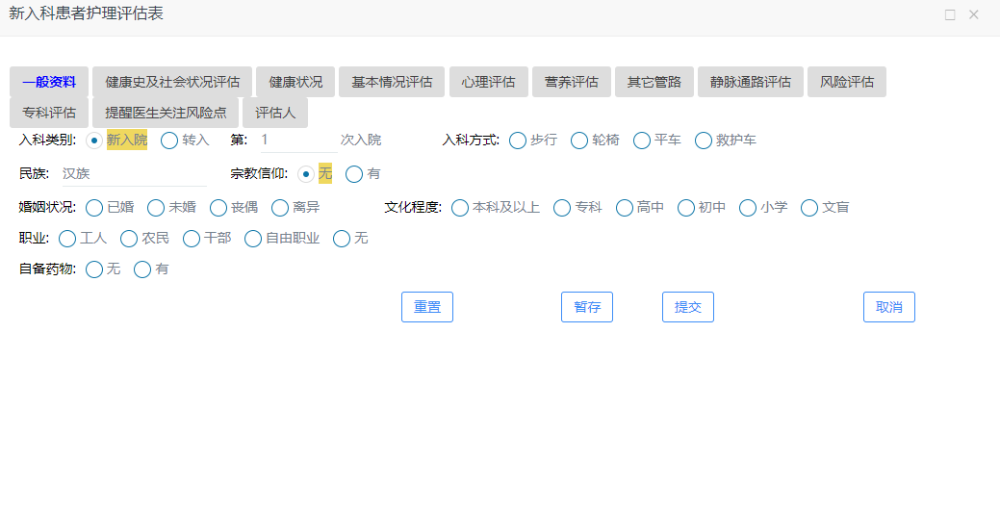 新入科患者护理评估表
一般资料 健康史及社会状况评估 健康状况 基本情况评估 心理评估 营养评估 其它管路 静脉通路评估 风险评估
专科评估 提醒医生关注风险点 评估人
入科类别: 新入院 转入 第: 1 次入院 入科方式: 步行 轮椅 平车 救护车
民族: 汉族 宗教信仰: 无 有
婚姻状况: 已婚 未婚 丧偶 离异 文化程度: 本科及以上 专科 高中 初中 小学 文盲
职业: 工人 农民 干部 自由职业 无
自备药物: 无 有
重置 暂存 提交 取消